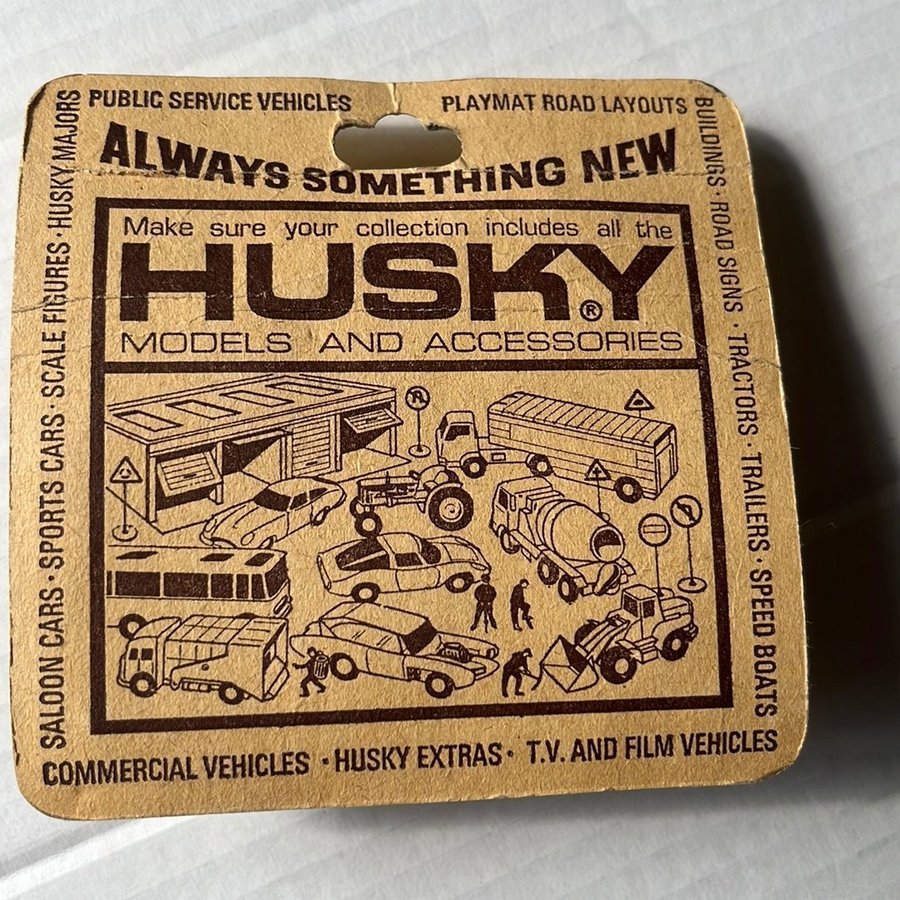 PUBLIC SERVICE VEHICLES
PLAYMAT ROAD LAYOUTS
ALWAYS SOMETHING NEW
Make sure your collection includes all the
HUSKY®
MODELS AND ACCESSORIES
BUILDINGS · ROAD SIGNS · TRACTORS · TRAILERS · SPEED BOATS
SALOON CARS · SPORTS CARS · SCALE FIGURES · HUSKY MAJORS
COMMERCIAL VEHICLES · HUSKY EXTRAS · T.V. AND FILM VEHICLES